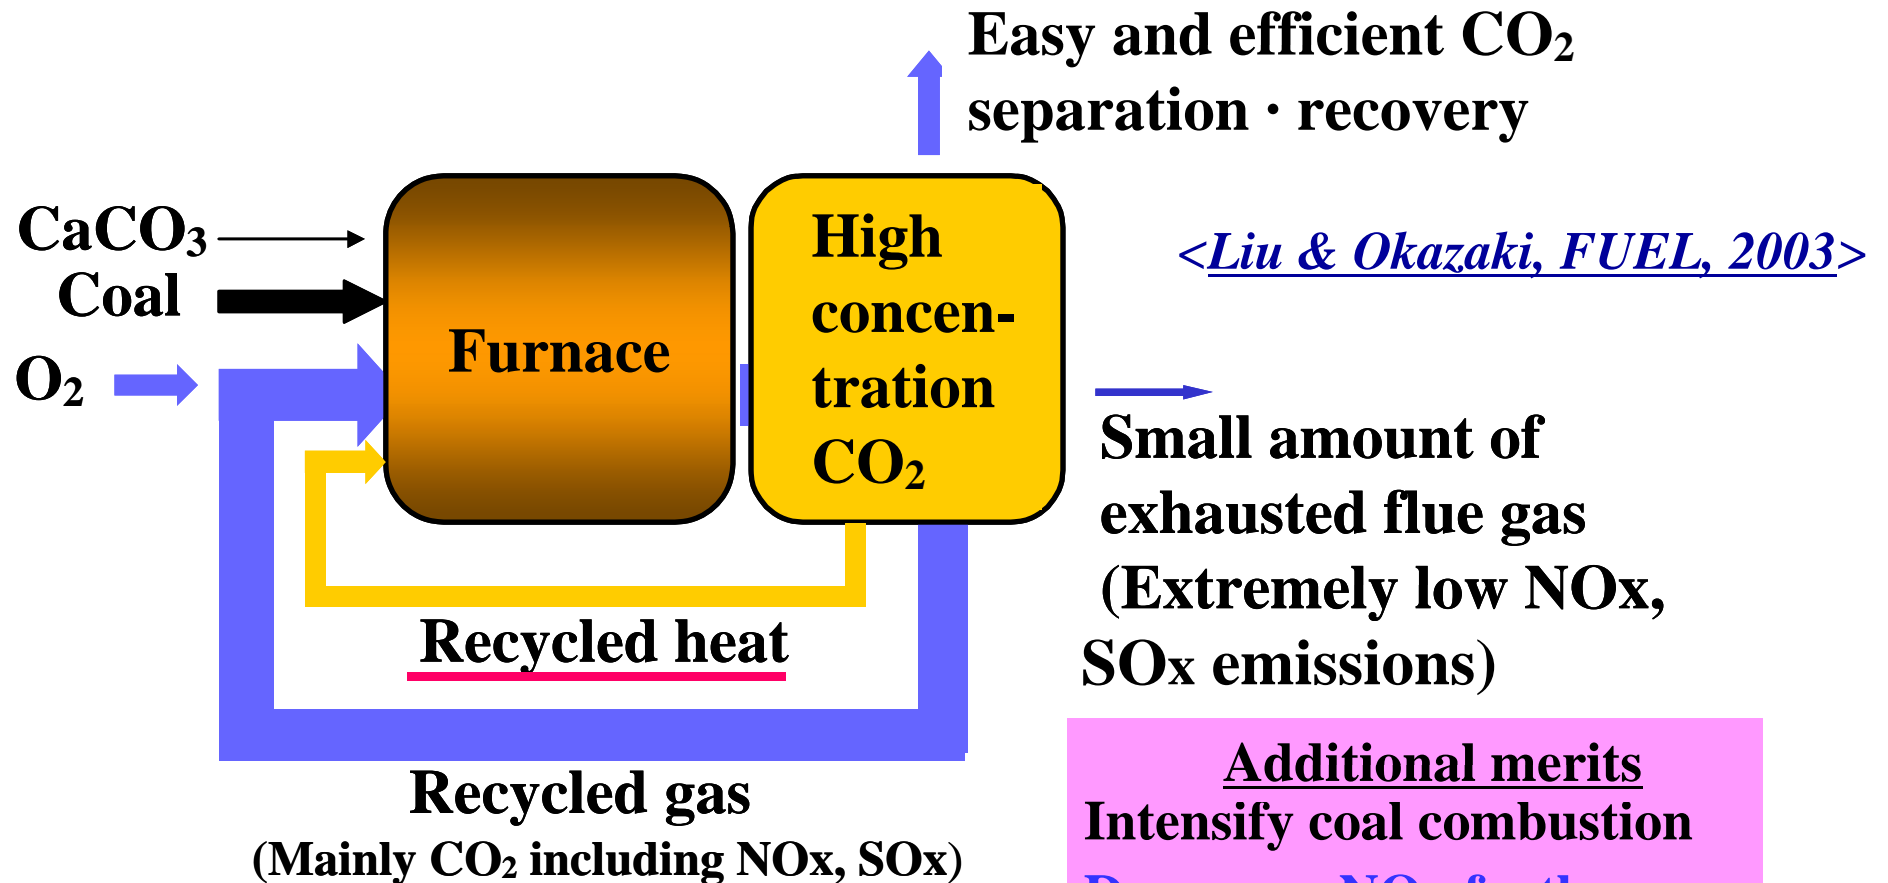 Easy and efficient CO₂
separation · recovery
CaCO₃
Coal
O₂
Furnace
High
concen-
tration
CO₂
<Liu & Okazaki, FUEL, 2003>
Small amount of
exhausted flue gas
(Extremely low NOx,
SOx emissions)
Recycled heat
Recycled gas
(Mainly CO₂ including NOx, SOx)
Additional merits
Intensify coal combustion